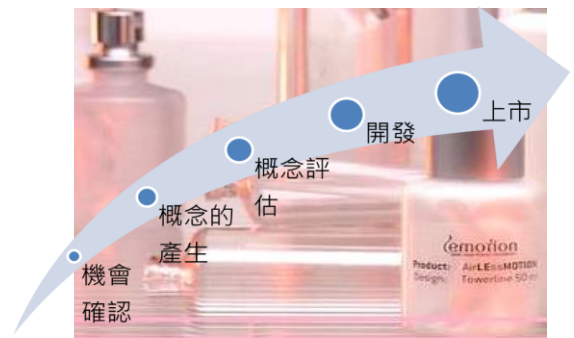 機會
確認
概念的
產生
概念評
估
開發
上市
emotion
Product: AirLEssMOTION
Design: Towerline 50 ml